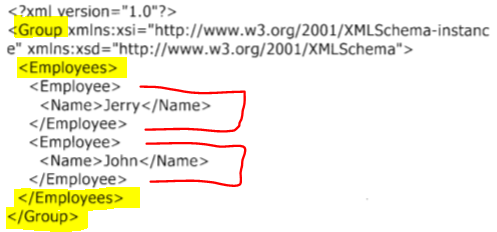 <?xml version="1.0"?>
<Group xmlns:xsi="http://www.w3.org/2001/XMLSchema-instanc
e" xmlns:xsd="http://www.w3.org/2001/XMLSchema">
<Employees>
<Employee>
<Name>Jerry</Name>
</Employee>
<Employee>
<Name>John</Name>
</Employee>
</Employees>
</Group>